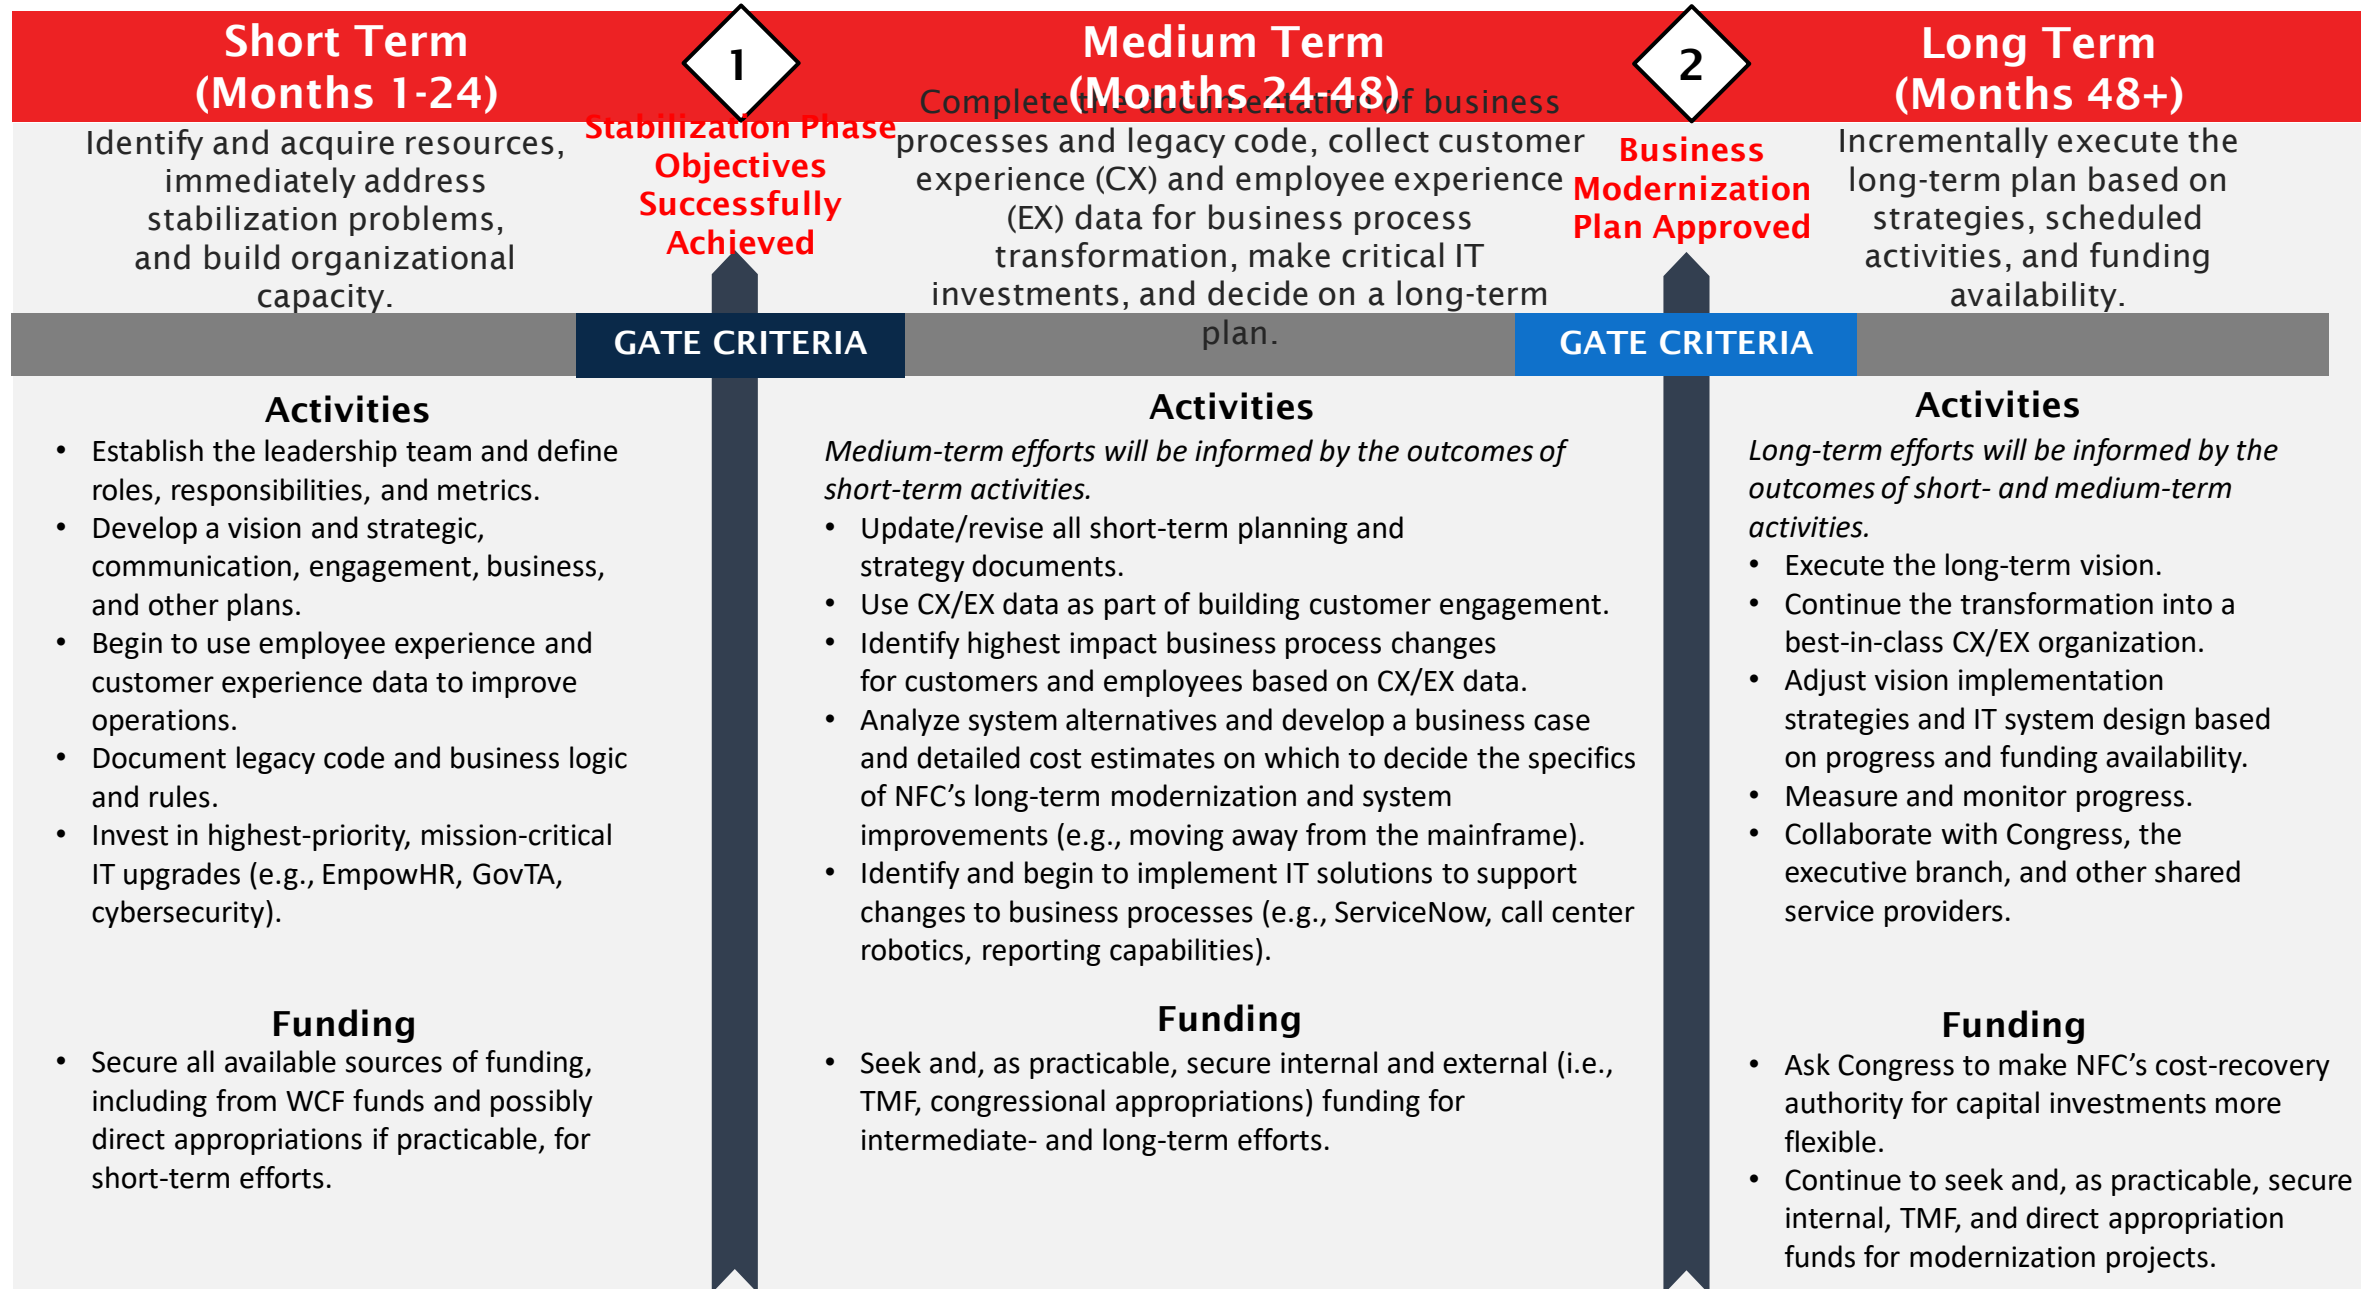 Short Term
(Months 1-24)
Identify and acquire resources,
immediately address
stabilization problems,
and build organizational
capacity.
1
Stabilization Phase
Objectives
Successfully
Achieved
GATE CRITERIA
Medium Term
(Months 24-48)
Complete the documentation of business
processes and legacy code, collect customer
experience (CX) and employee experience
(EX) data for business process
transformation, make critical IT
investments, and decide on a long-term
plan.
2
Business
Modernization
Plan Approved
GATE CRITERIA
Long Term
(Months 48+)
Incrementally execute the
long-term plan based on
strategies, scheduled
activities, and funding
availability.
Activities
• Establish the leadership team and define
roles, responsibilities, and metrics.
• Develop a vision and strategic,
communication, engagement, business,
and other plans.
• Begin to use employee experience and
customer experience data to improve
operations.
• Document legacy code and business logic
and rules.
• Invest in highest-priority, mission-critical
IT upgrades (e.g., EmpowHR, GovTA,
cybersecurity).
Funding
• Secure all available sources of funding,
including from WCF funds and possibly
direct appropriations if practicable, for
short-term efforts.
Activities
Medium-term efforts will be informed by the outcomes of
short-term activities.
• Update/revise all short-term planning and
strategy documents.
• Use CX/EX data as part of building customer engagement.
• Identify highest impact business process changes
for customers and employees based on CX/EX data.
• Analyze system alternatives and develop a business case
and detailed cost estimates on which to decide the specifics
of NFC’s long-term modernization and system
improvements (e.g., moving away from the mainframe).
• Identify and begin to implement IT solutions to support
changes to business processes (e.g., ServiceNow, call center
robotics, reporting capabilities).
Funding
• Seek and, as practicable, secure internal and external (i.e.,
TMF, congressional appropriations) funding for
intermediate- and long-term efforts.
Activities
Long-term efforts will be informed by the
outcomes of short- and medium-term
activities.
• Execute the long-term vision.
• Continue the transformation into a
best-in-class CX/EX organization.
• Adjust vision implementation
strategies and IT system design based
on progress and funding availability.
• Measure and monitor progress.
• Collaborate with Congress, the
executive branch, and other shared
service providers.
Funding
• Ask Congress to make NFC’s cost-recovery
authority for capital investments more
flexible.
• Continue to seek and, as practicable, secure
internal, TMF, and direct appropriation
funds for modernization projects.